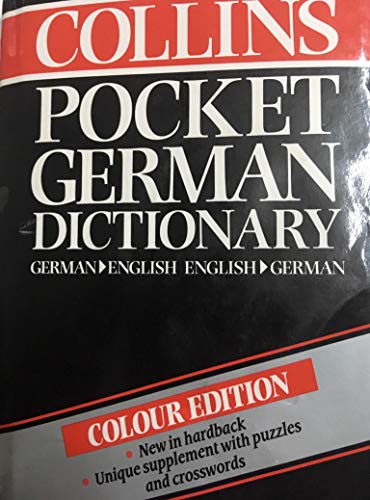 COLLINS
POCKET
GERMAN
DICTIONARY
GERMAN▶ENGLISH ENGLISH▶GERMAN
COLOUR EDITION
• New in hardback
• Unique supplement with puzzles
and crosswords